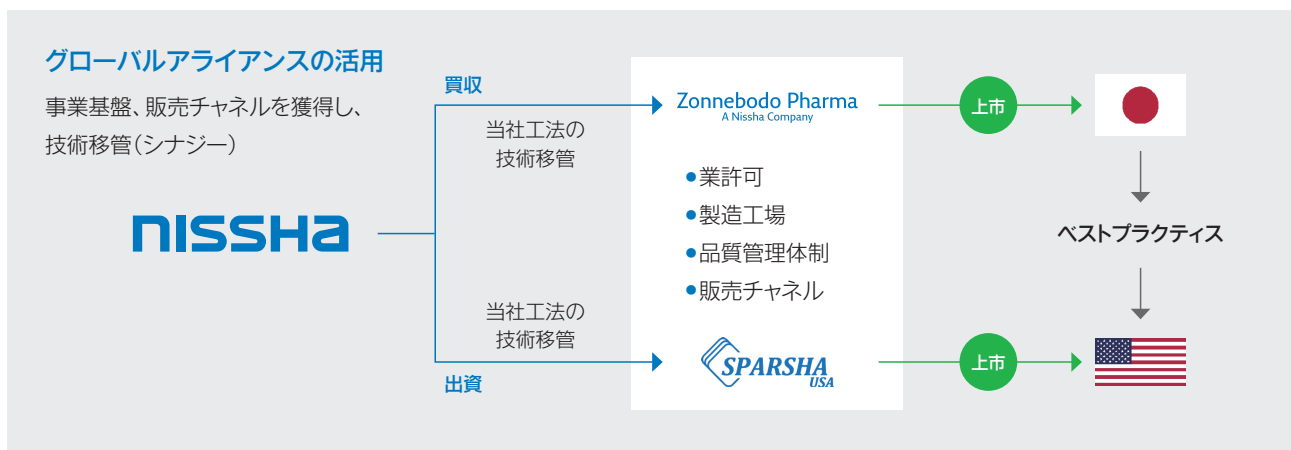 グローバルアライアンスの活用
事業基盤、販売チャネルを獲得し、
技術移管（シナジー）
nissha
買収
当社工法の
技術移管
当社工法の
技術移管
出資
Zonnebodo Pharma
A Nissha Company
●業許可
●製造工場
●品質管理体制
●販売チャネル
SPARSHA
USA
上市
ベストプラクティス
上市